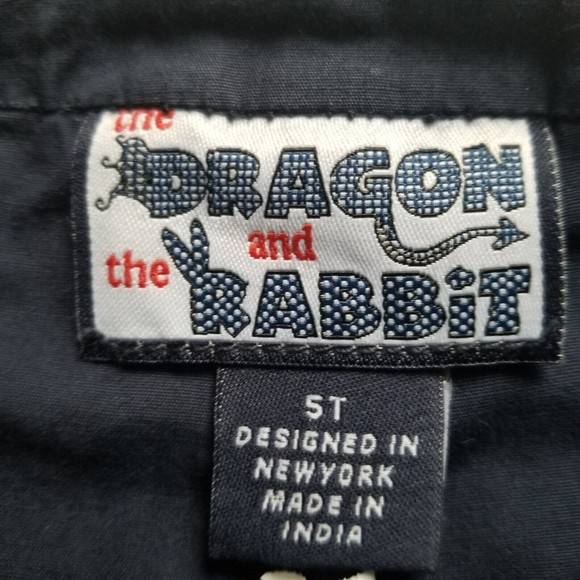 the
DRAGON
and
the RABBiT
5T
DESIGNED IN
NEWYORK
MADE IN
INDIA